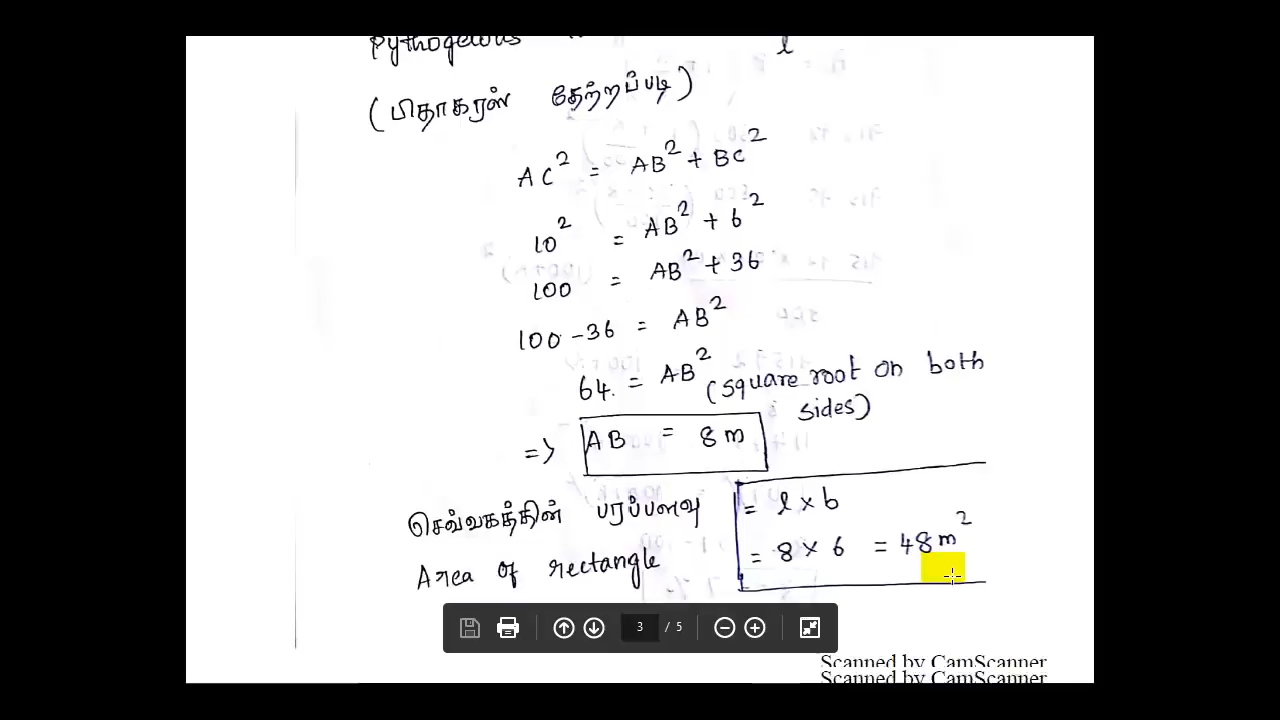 Pythogerous
l
(பிதாகரஸ் தேற்றப்படி)
AC² = AB² + BC²
10² = AB² + 6²
100 = AB² + 36
100 - 36 = AB²
64. = AB² (square root on both
sides)
=> AB = 8 m
செவ்வகத்தின் பரப்பளவு = l × b
Area of rectangle = 8 × 6 = 48 m²
3 / 5
Scanned by CamScanner
Scanned by CamScanner